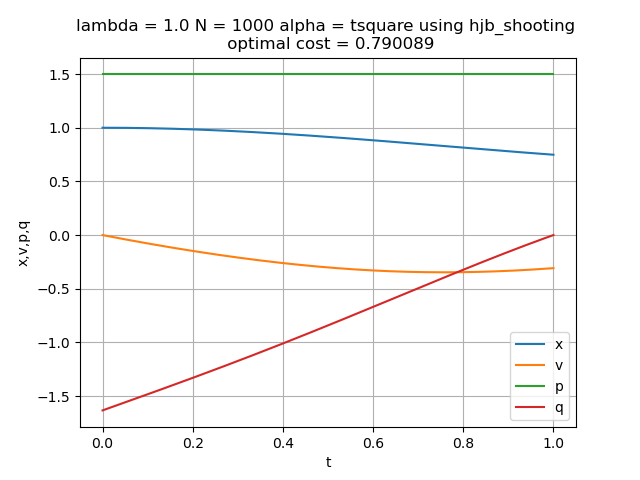 lambda = 1.0 N = 1000 alpha = tsquare using hjb_shooting
optimal cost = 0.790089
1.5
1.0
0.5
0.0
−0.5
−1.0
−1.5
x,v,p,q
x
v
p
q
0.0 0.2 0.4 0.6 0.8 1.0
t